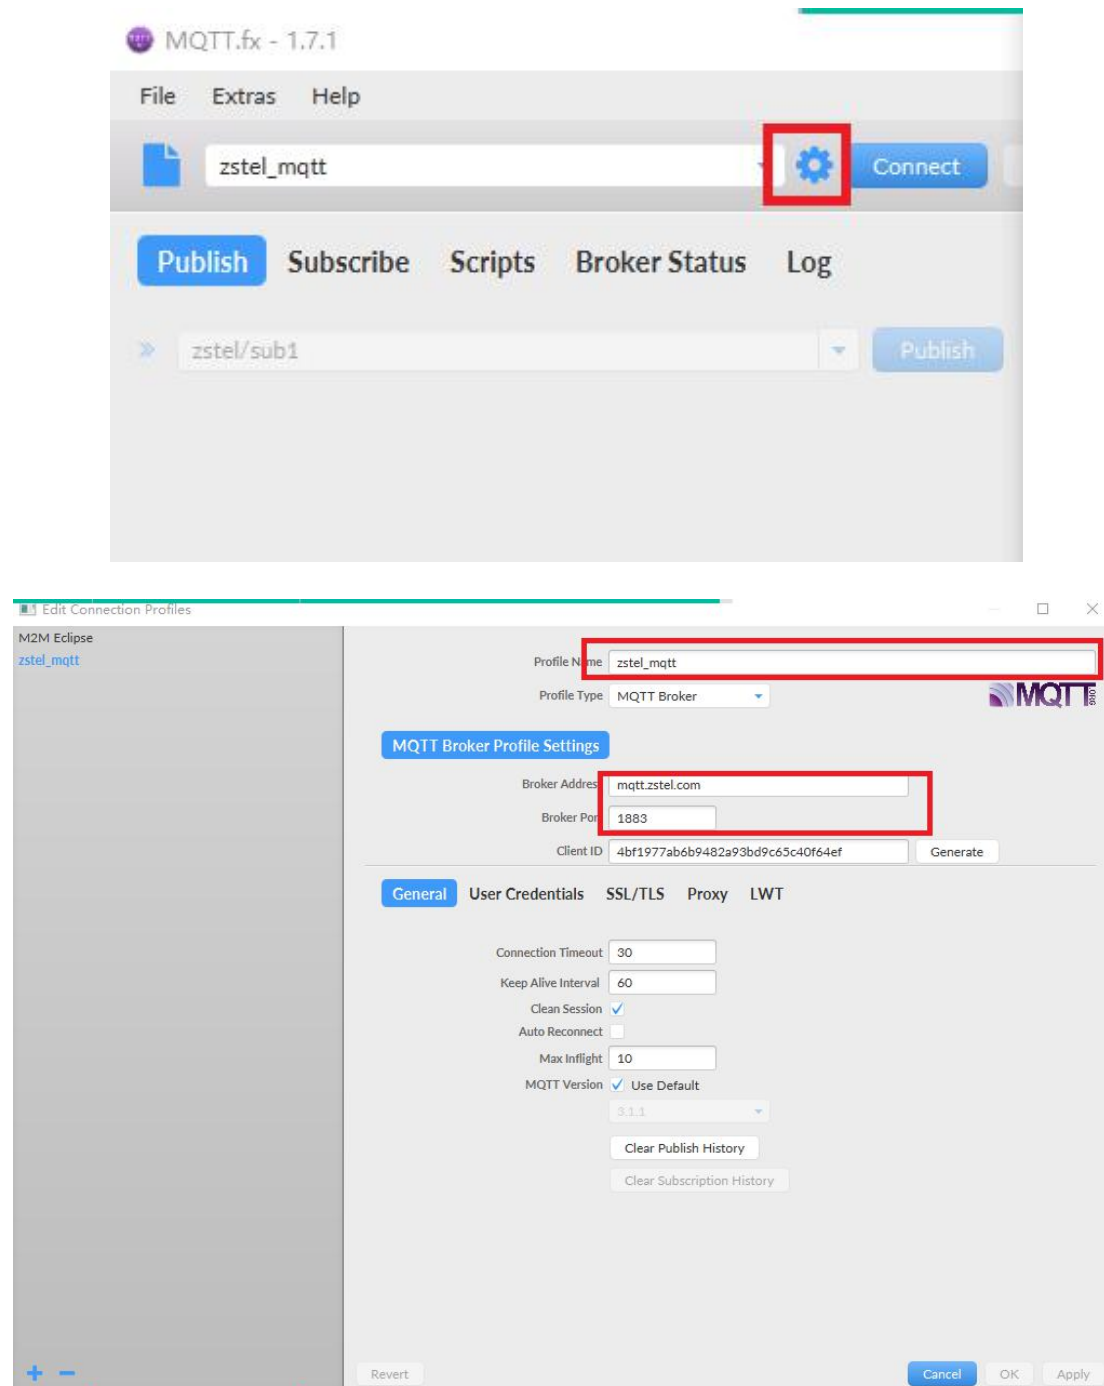 MQTT.fx - 1.7.1
File Extras Help
zstel_mqtt Connect
Publish Subscribe Scripts Broker Status Log
zstel/sub1 Publish
Edit Connection Profiles
M2M Eclipse
zstel_mqtt
Profile Name zstel_mqtt
Profile Type MQTT Broker
MQTT.ORG
MQTT Broker Profile Settings
Broker Addres mqtt.zstel.com
Broker Por 1883
Client ID 4bf1977ab6b9482a93bd9c65c40f64ef Generate
General User Credentials SSL/TLS Proxy LWT
Connection Timeout 30
Keep Alive Interval 60
Clean Session
Auto Reconnect
Max Inflight 10
MQTT Version Use Default
3.1.1
Clear Publish History
Clear Subscription History
Revert Cancel OK Apply